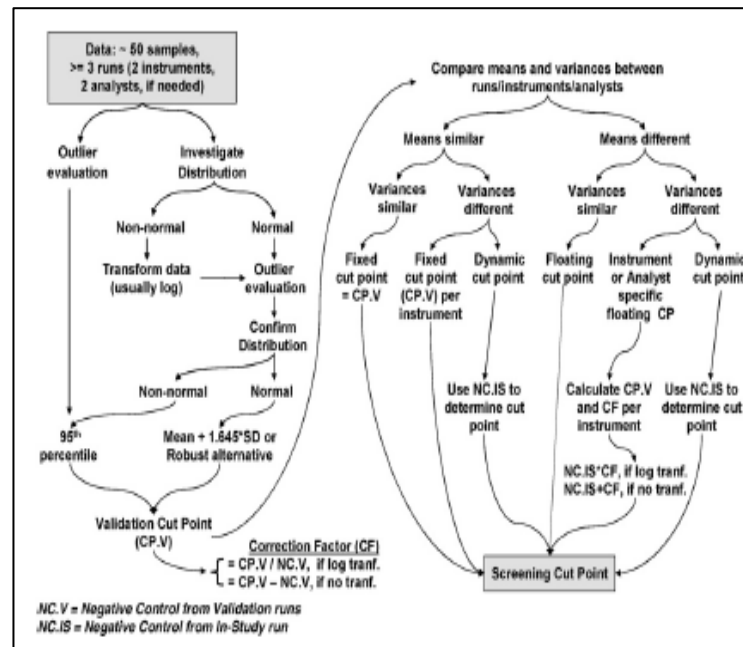 Data: ~ 50 samples,
>= 3 runs (2 instruments,
2 analysts, if needed)
Outlier
evaluation
Investigate
Distribution
Non-normal
Normal
Transform data
(usually log)
Outlier
evaluation
Confirm
Distribution
Non-normal
Normal
95th
percentile
Mean + 1.645*SD or
Robust alternative
Validation Cut Point
(CP.V)
Correction Factor (CF)
= CP.V / NC.V, if log tranf.
= CP.V – NC.V, if no tranf.
NC.V = Negative Control from Validation runs
NC.IS = Negative Control from In-Study run
Compare means and variances between
runs/instruments/analysts
Means similar
Means different
Variances
similar
Variances
different
Variances
similar
Variances
different
Fixed
cut point
= CP.V
Fixed
cut point
(CP.V) per
instrument
Dynamic
cut point
Floating
cut point
Instrument
or Analyst
specific
floating CP
Dynamic
cut point
Use NC.IS to
determine cut
point
Calculate CP.V
and CF per
instrument
Use NC.IS to
determine cut
point
NC.IS*CF, if log tranf.
NC.IS+CF, if no tranf.
Screening Cut Point